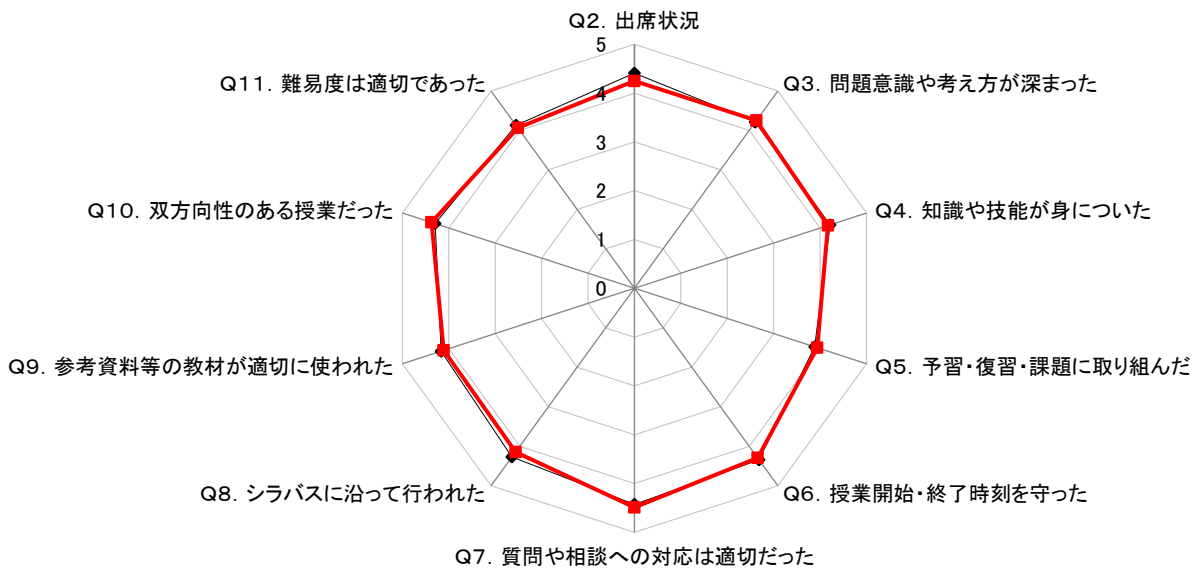 Q2. 出席状況
5
Q11. 難易度は適切であった
Q3. 問題意識や考え方が深まった
4
3
Q10. 双方向性のある授業だった
Q4. 知識や技能が身についた
2
1
0
Q9. 参考資料等の教材が適切に使われた
Q5. 予習・復習・課題に取り組んだ
Q8. シラバスに沿って行われた
Q6. 授業開始・終了時刻を守った
Q7. 質問や相談への対応は適切だった